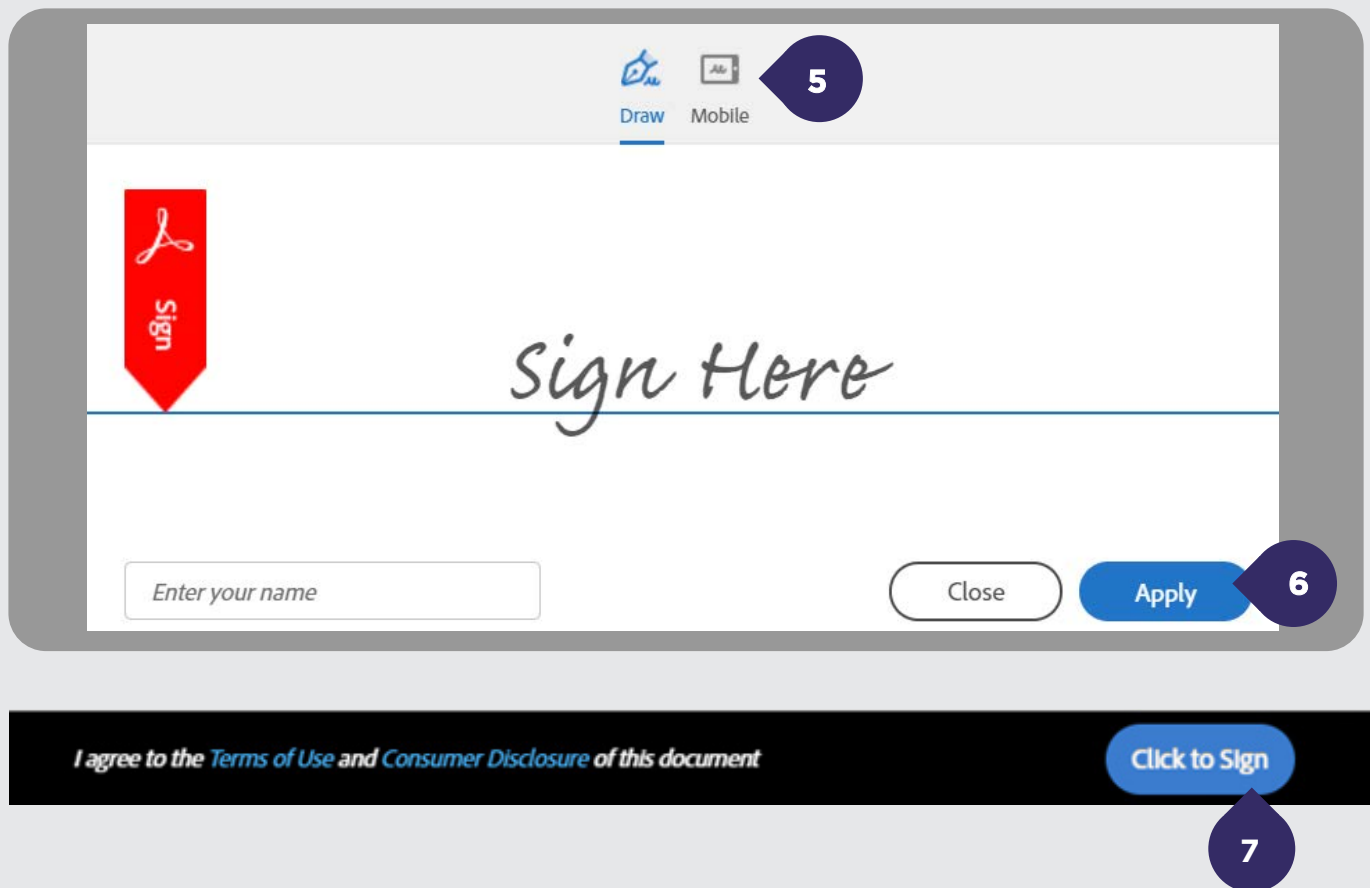 5
Draw Mobile
Sign
Sign Here
Enter your name
Close Apply 6
I agree to the Terms of Use and Consumer Disclosure of this document
Click to Sign
7